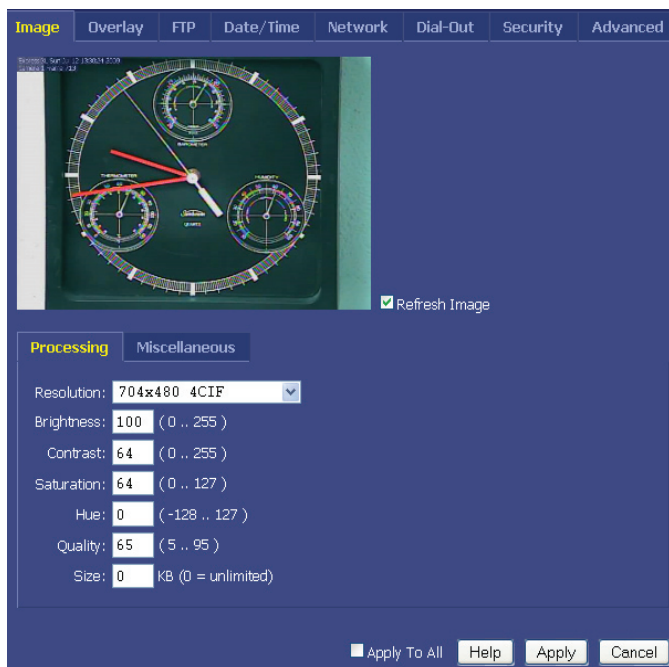 Image Overlay FTP Date/Time Network Dial-Out Security Advanced
BAROMETER
THERMOMETER
HUMIDITY
QUARTZ
Refresh Image
Processing Miscellaneous
Resolution: 704x480 4CIF
Brightness: 100 ( 0 .. 255 )
Contrast: 64 ( 0 .. 255 )
Saturation: 64 ( 0 .. 127 )
Hue: 0 ( -128 .. 127 )
Quality: 65 ( 5 .. 95 )
Size: 0 KB (0 = unlimited)
Apply To All Help Apply Cancel